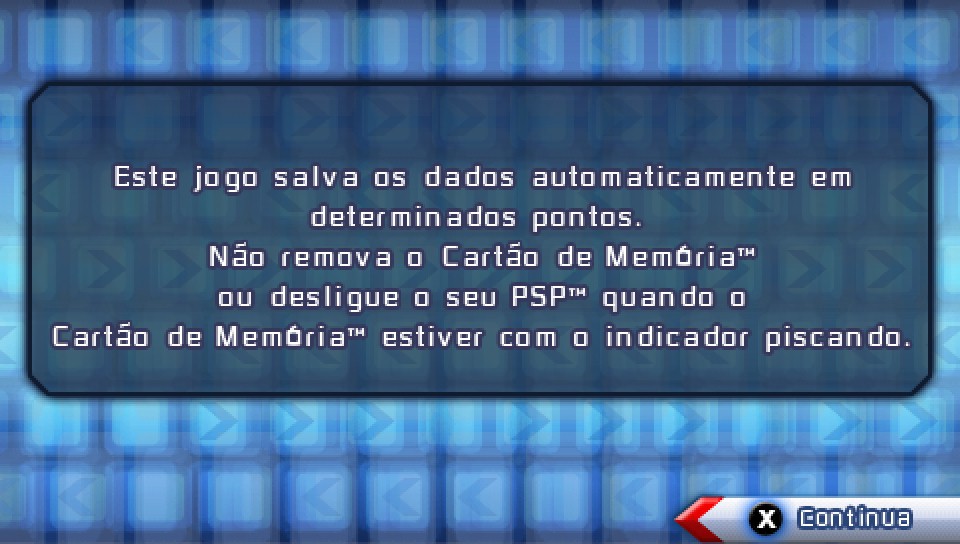 Este jogo salva os dados automaticamente em
determinados pontos.
Não remova o Cartão de Memória™
ou desligue o seu PSP™ quando o
Cartão de Memória™ estiver com o indicador piscando.
X Contínua